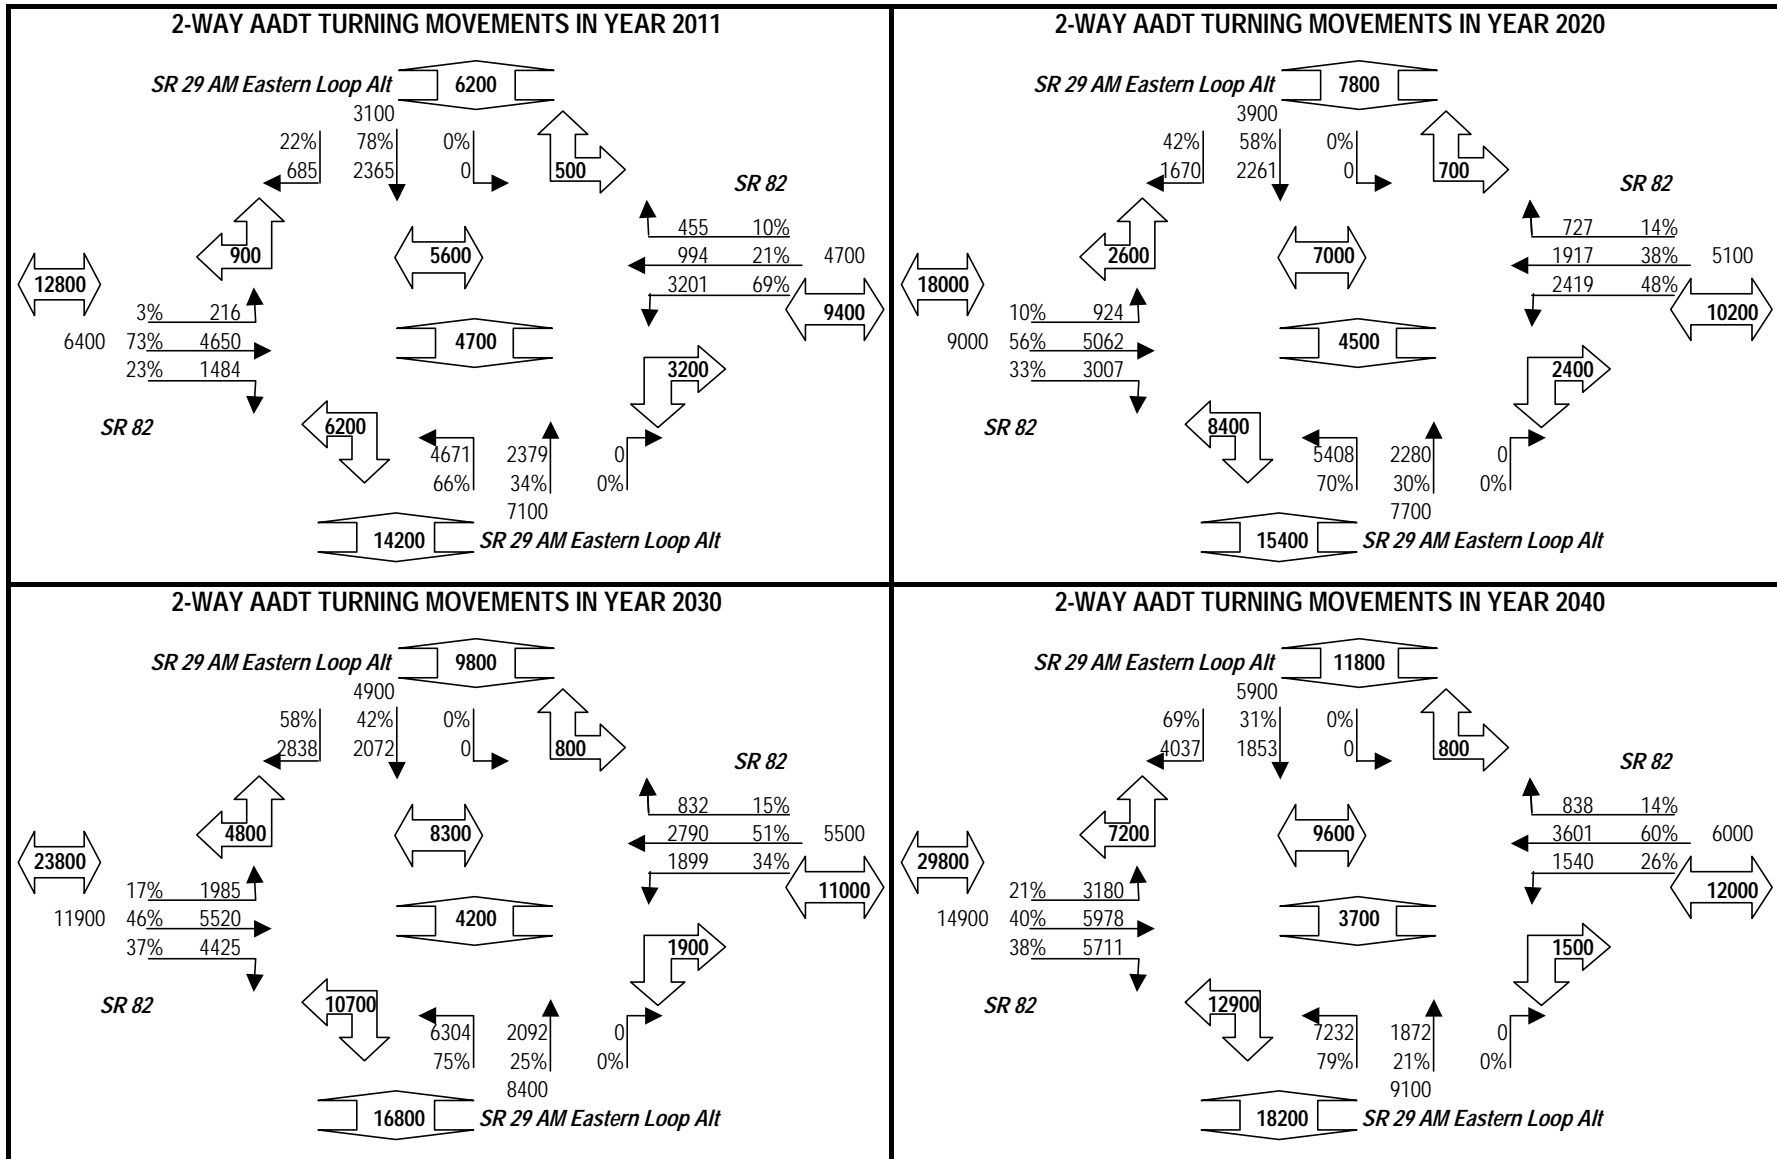 2-WAY AADT TURNING MOVEMENTS IN YEAR 2011
SR 29 AM Eastern Loop Alt 6200
3100
22% 78% 0%
685 2365 0 500
SR 82
455 10%
900 5600 994 21% 4700
12800 3201 69%
3% 216 9400
6400 73% 4650 4700
23% 1484 3200
SR 82 6200
4671 2379 0
66% 34% 0%
7100
14200 SR 29 AM Eastern Loop Alt
2-WAY AADT TURNING MOVEMENTS IN YEAR 2020
SR 29 AM Eastern Loop Alt 7800
3900
42% 58% 0%
1670 2261 0 700
SR 82
727 14%
2600 7000 1917 38% 5100
18000 2419 48%
10% 924 10200
9000 56% 5062 4500
33% 3007 2400
SR 82 8400
5408 2280 0
70% 30% 0%
7700
15400 SR 29 AM Eastern Loop Alt
2-WAY AADT TURNING MOVEMENTS IN YEAR 2030
SR 29 AM Eastern Loop Alt 9800
4900
58% 42% 0%
2838 2072 0 800
SR 82
832 15%
4800 8300 2790 51% 5500
23800 1899 34%
17% 1985 11000
11900 46% 5520 4200
37% 4425 1900
SR 82 10700
6304 2092 0
75% 25% 0%
8400
16800 SR 29 AM Eastern Loop Alt
2-WAY AADT TURNING MOVEMENTS IN YEAR 2040
SR 29 AM Eastern Loop Alt 11800
5900
69% 31% 0%
4037 1853 0 800
SR 82
838 14%
7200 9600 3601 60% 6000
29800 1540 26%
21% 3180 12000
14900 40% 5978 3700
38% 5711 1500
SR 82 12900
7232 1872 0
79% 21% 0%
9100
18200 SR 29 AM Eastern Loop Alt